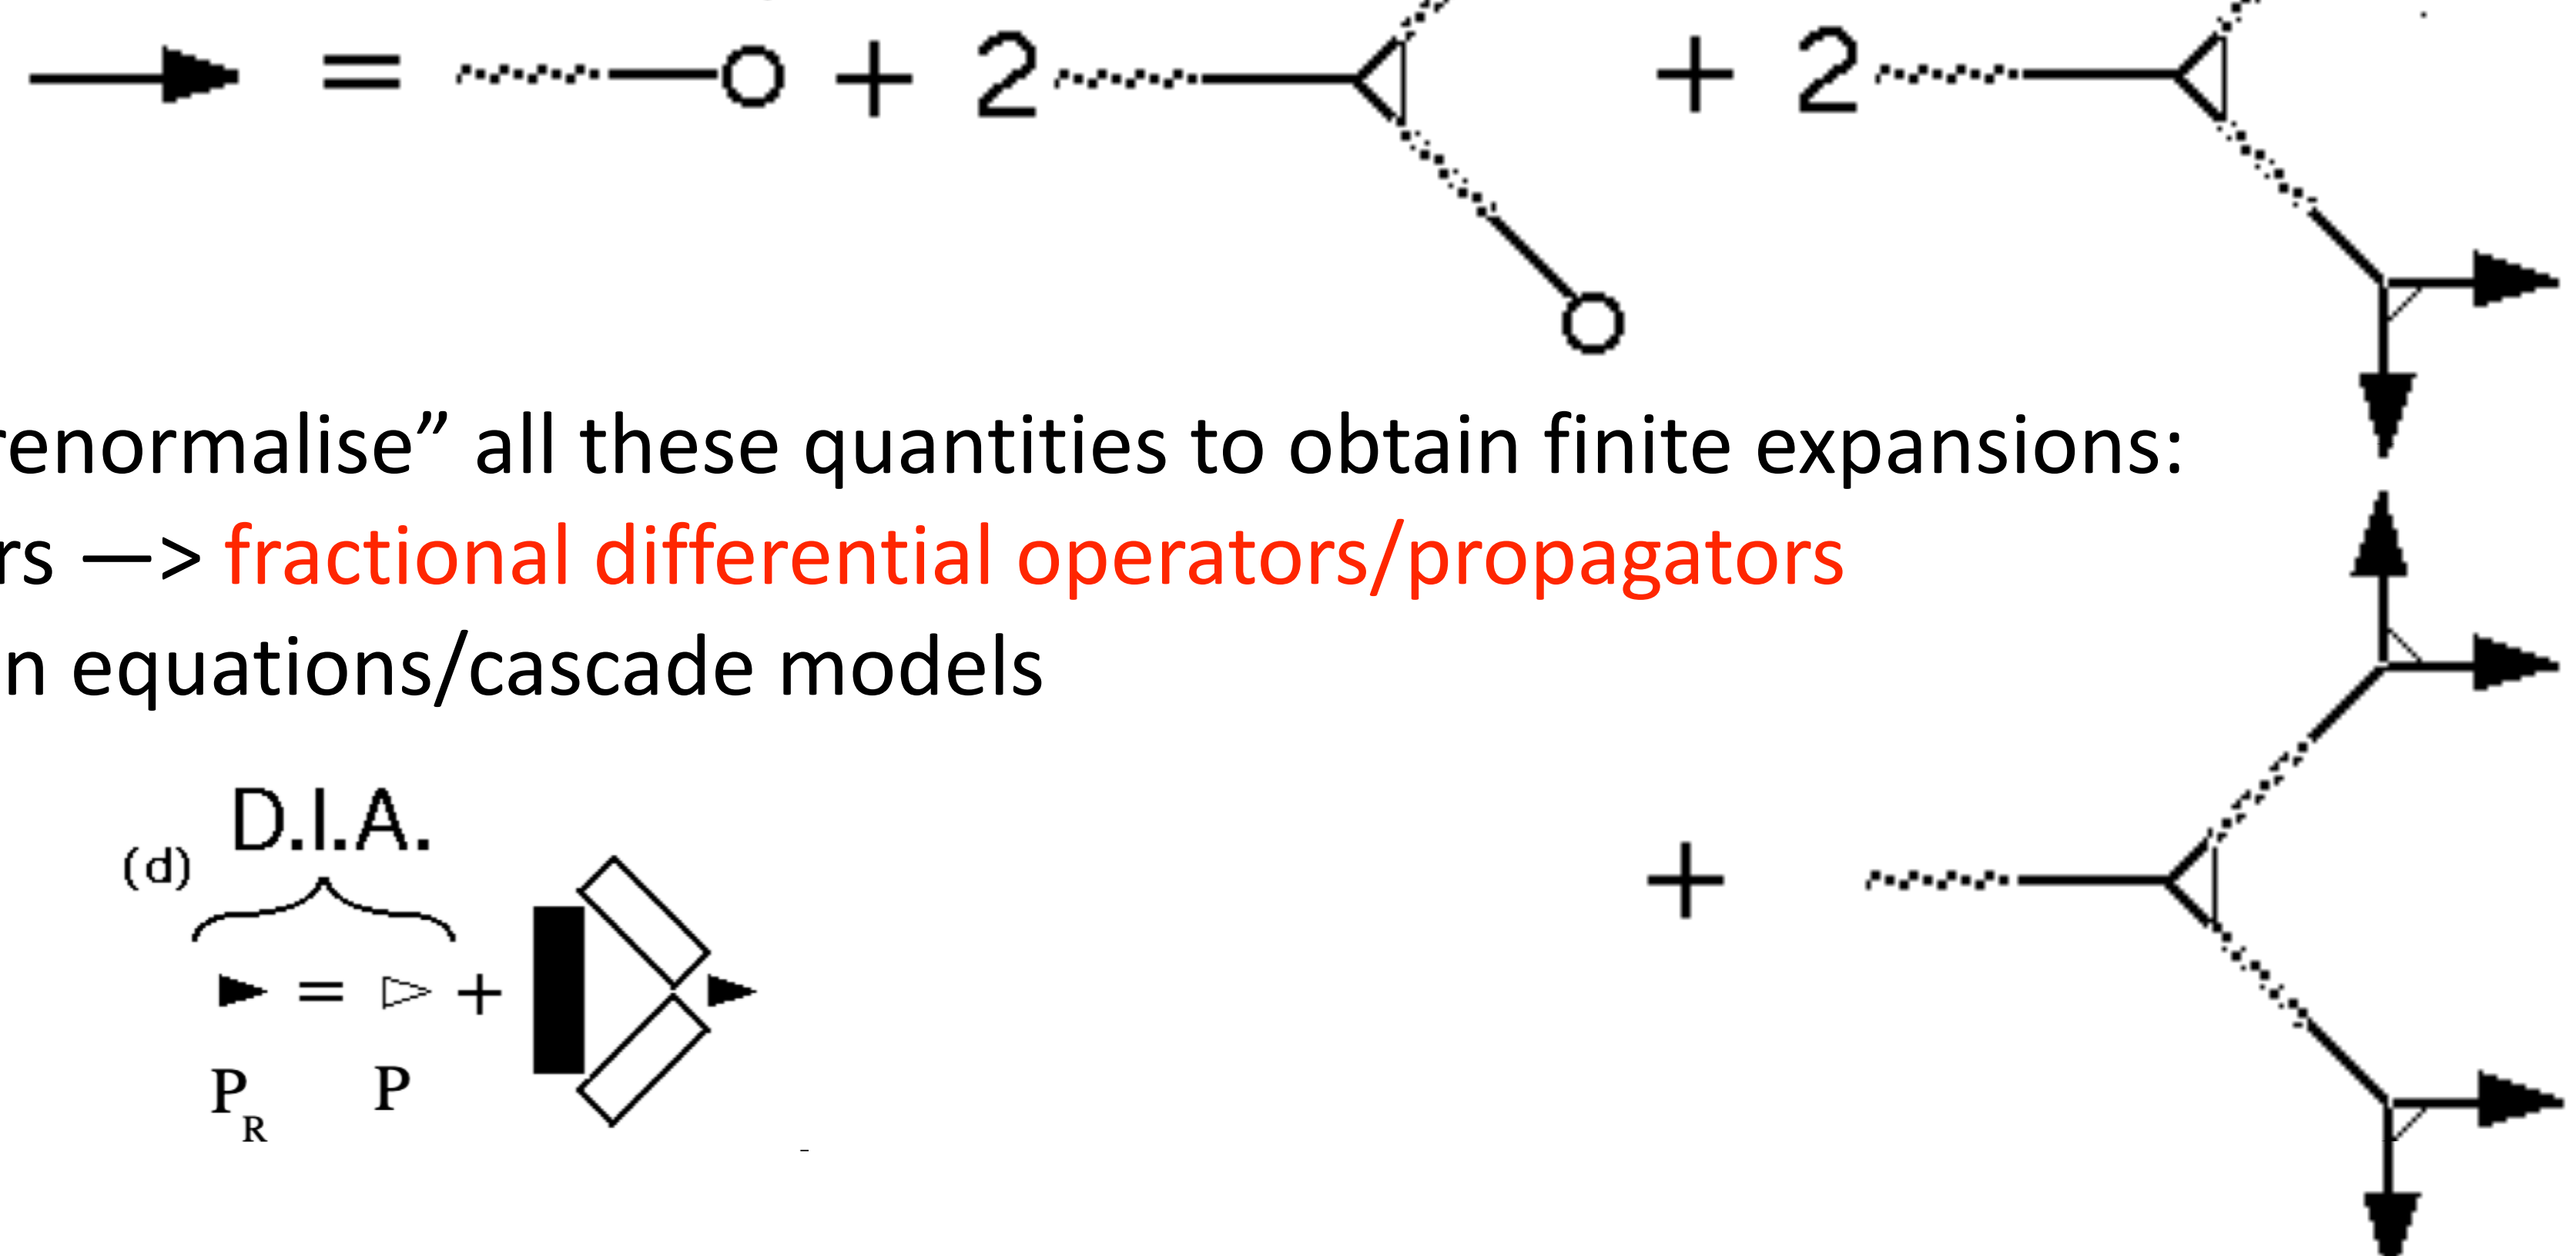 = + 2 + 2
renormalise” all these quantities to obtain finite expansions:
rs —> fractional differential operators/propagators
n equations/cascade models
+
D.I.A.
(d)
= +
P_R P